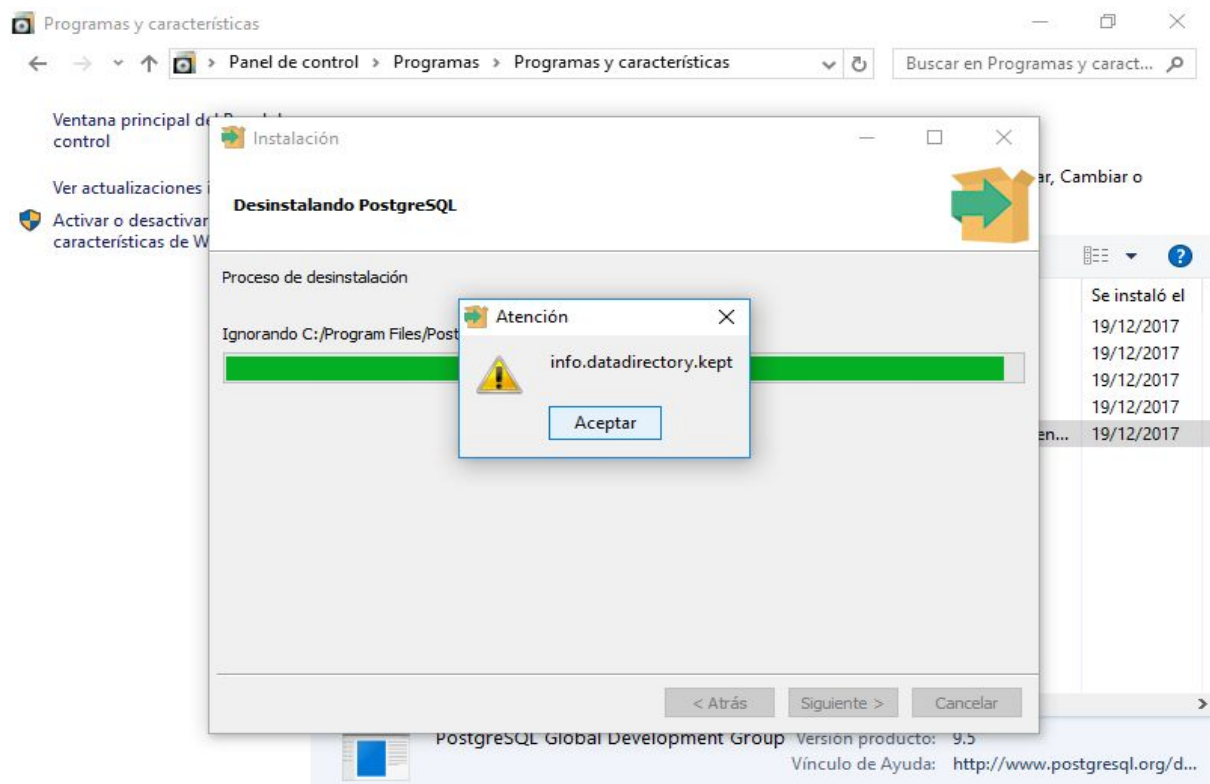 Programas y características
Panel de control > Programas > Programas y características
Buscar en Programas y caract...
Ventana principal del
control
Instalación
Ver actualizaciones
ar, Cambiar o
Desinstalando PostgreSQL
Activar o desactivar
características de W
Proceso de desinstalación
Se instaló el
Atención
Ignorando C:/Program Files/Post
19/12/2017
19/12/2017
info.datadirectory.kept
19/12/2017
19/12/2017
Aceptar
en... 19/12/2017
< Atrás
Siguiente >
Cancelar
PostgreSQL Global Development Group Versión producto: 9.5
Vínculo de Ayuda: http://www.postgresql.org/d...